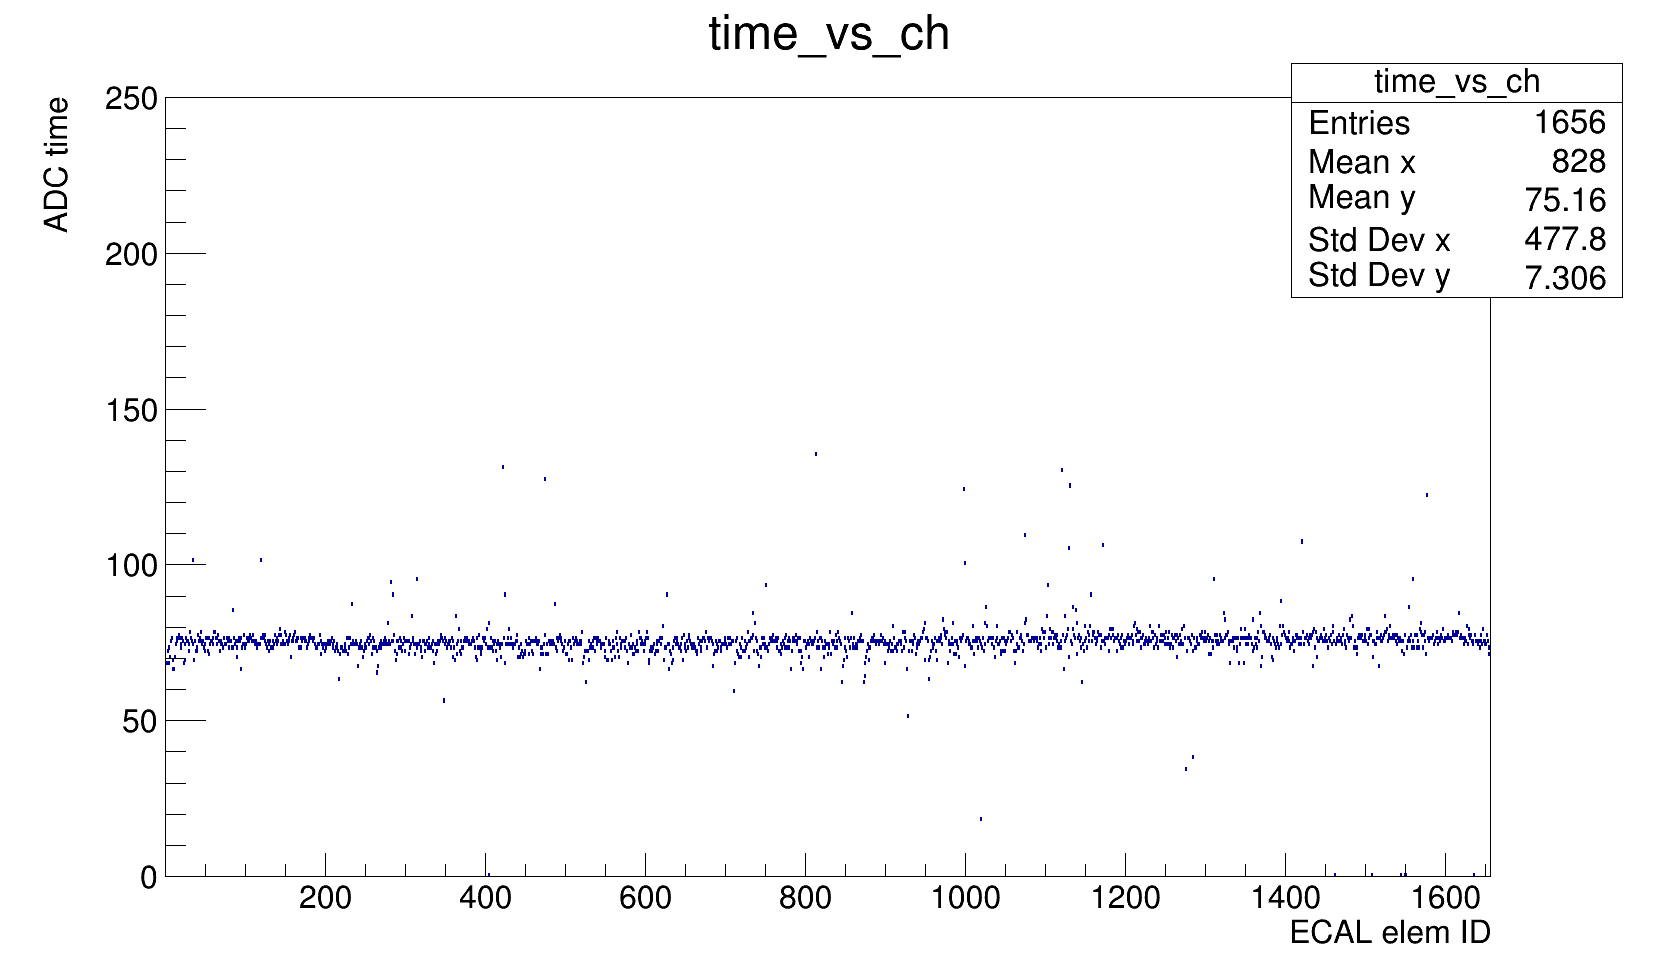 time_vs_ch
time_vs_ch
Entries 1656
Mean x 828
Mean y 75.16
Std Dev x 477.8
Std Dev y 7.306
ADC time
250
200
150
100
50
0
200 400 600 800 1000 1200 1400 1600
ECAL elem ID